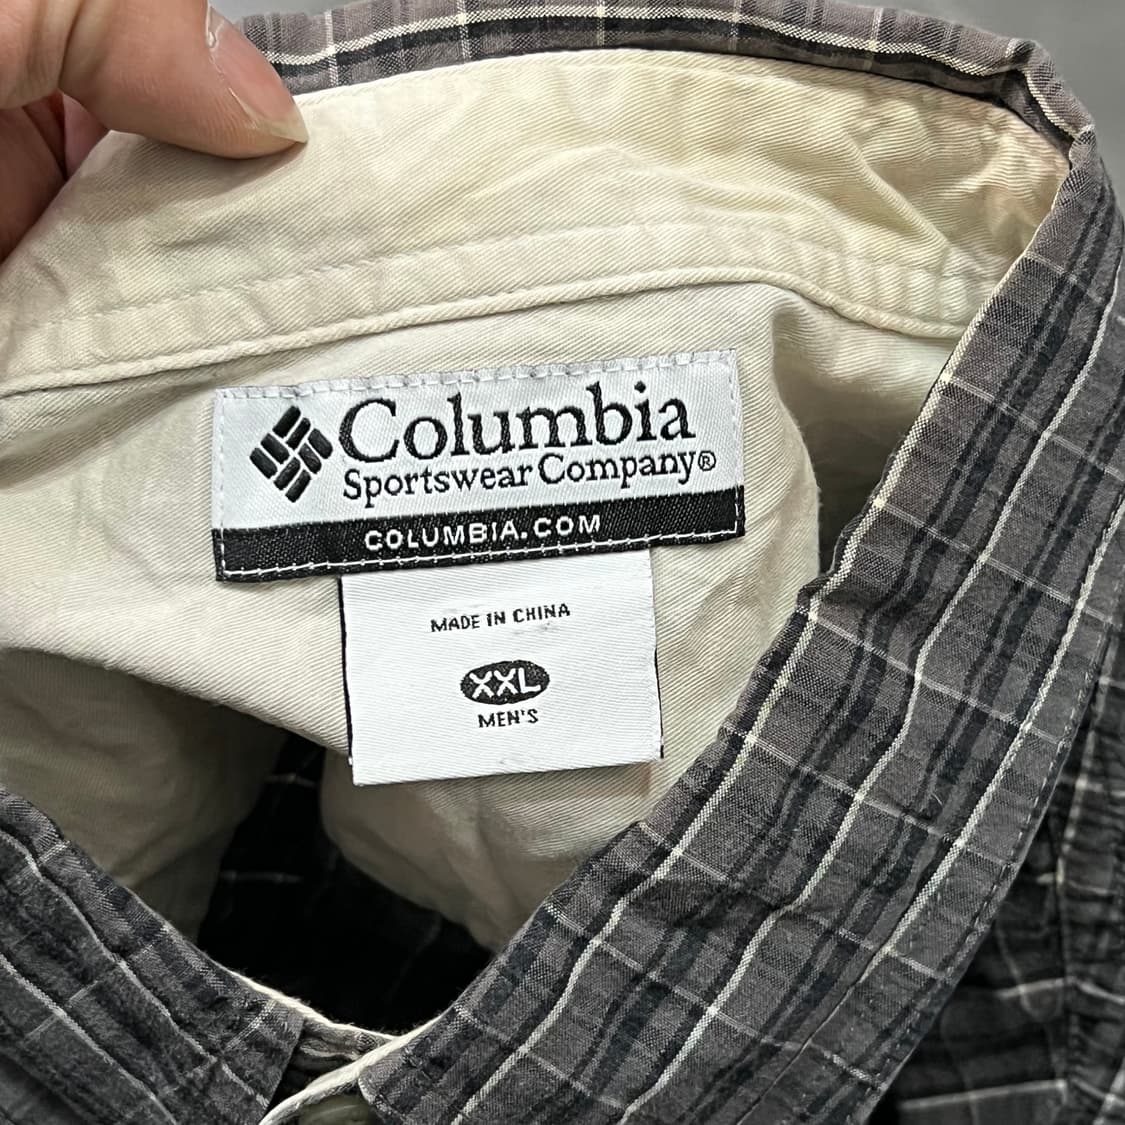 Columbia
Sportswear Company®
COLUMBIA.COM
MADE IN CHINA
XXL
MEN'S